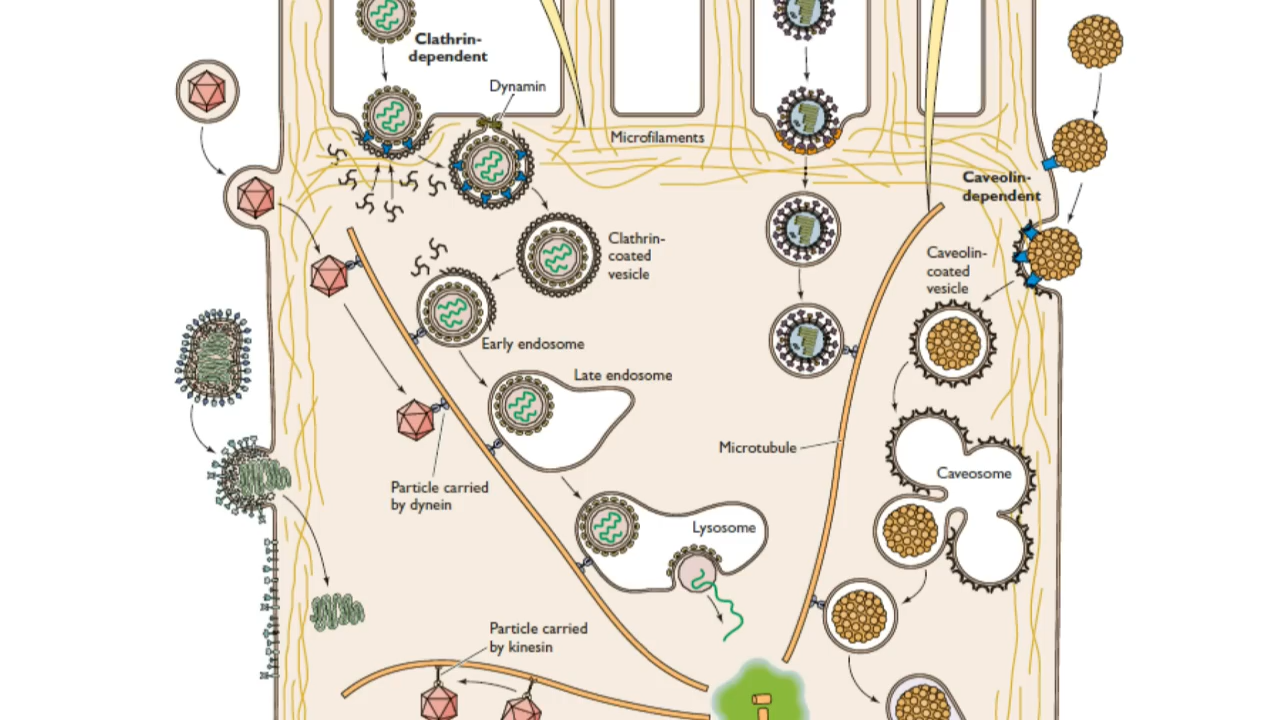 Clathrin-
dependent
Dynamin
Microfilaments
Caveolin-
dependent
Clathrin-
coated
vesicle
Caveolin-
coated
vesicle
Early endosome
Late endosome
Microtubule
Caveosome
Particle carried
by dynein
Lysosome
Particle carried
by kinesin